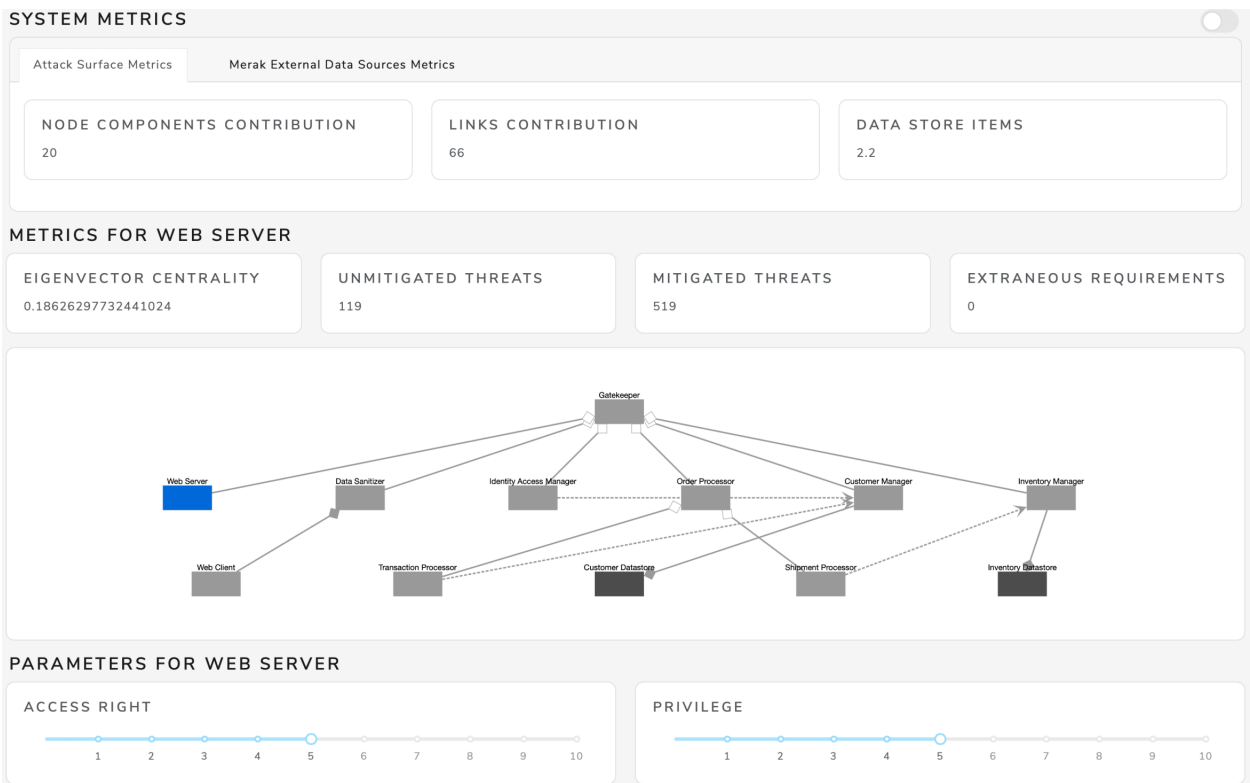 SYSTEM METRICS
Attack Surface Metrics Merak External Data Sources Metrics
NODE COMPONENTS CONTRIBUTION LINKS CONTRIBUTION DATA STORE ITEMS
20 66 2.2
METRICS FOR WEB SERVER
EIGENVECTOR CENTRALITY UNMITIGATED THREATS MITIGATED THREATS EXTRANEOUS REQUIREMENTS
0.18626297732441024 119 519 0
Gatekeeper
Web Server Data Sanitizer Identity Access Manager Order Processor Customer Manager Inventory Manager
Web Client Transaction Processor Customer Datastore Shipment Processor Inventory Datastore
PARAMETERS FOR WEB SERVER
ACCESS RIGHT PRIVILEGE
1 2 3 4 5 6 7 8 9 10 1 2 3 4 5 6 7 8 9 10